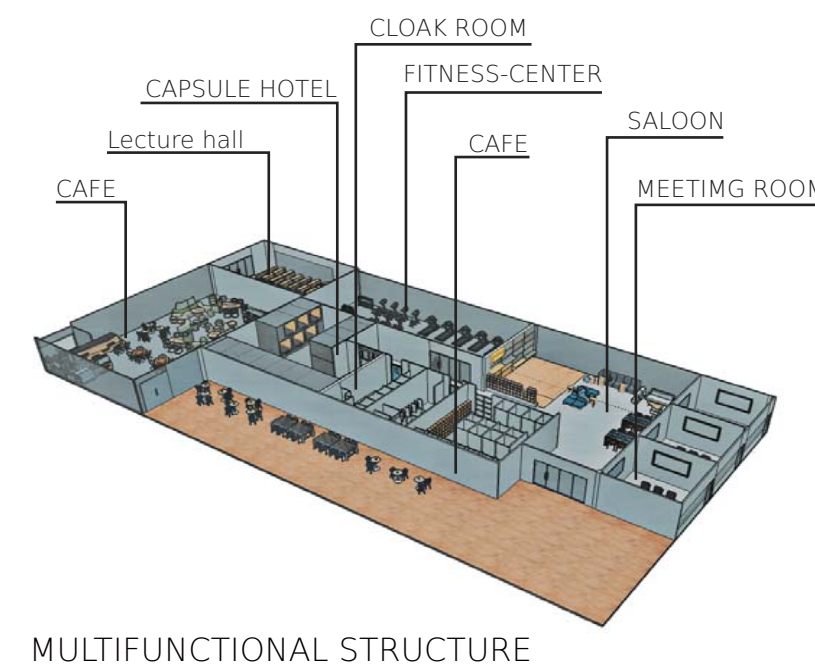 CLOAK ROOM
FITNESS-CENTER
CAPSULE HOTEL
SALOON
Lecture hall
CAFE
CAFE
MEETIMG ROOM
MULTIFUNCTIONAL STRUCTURE